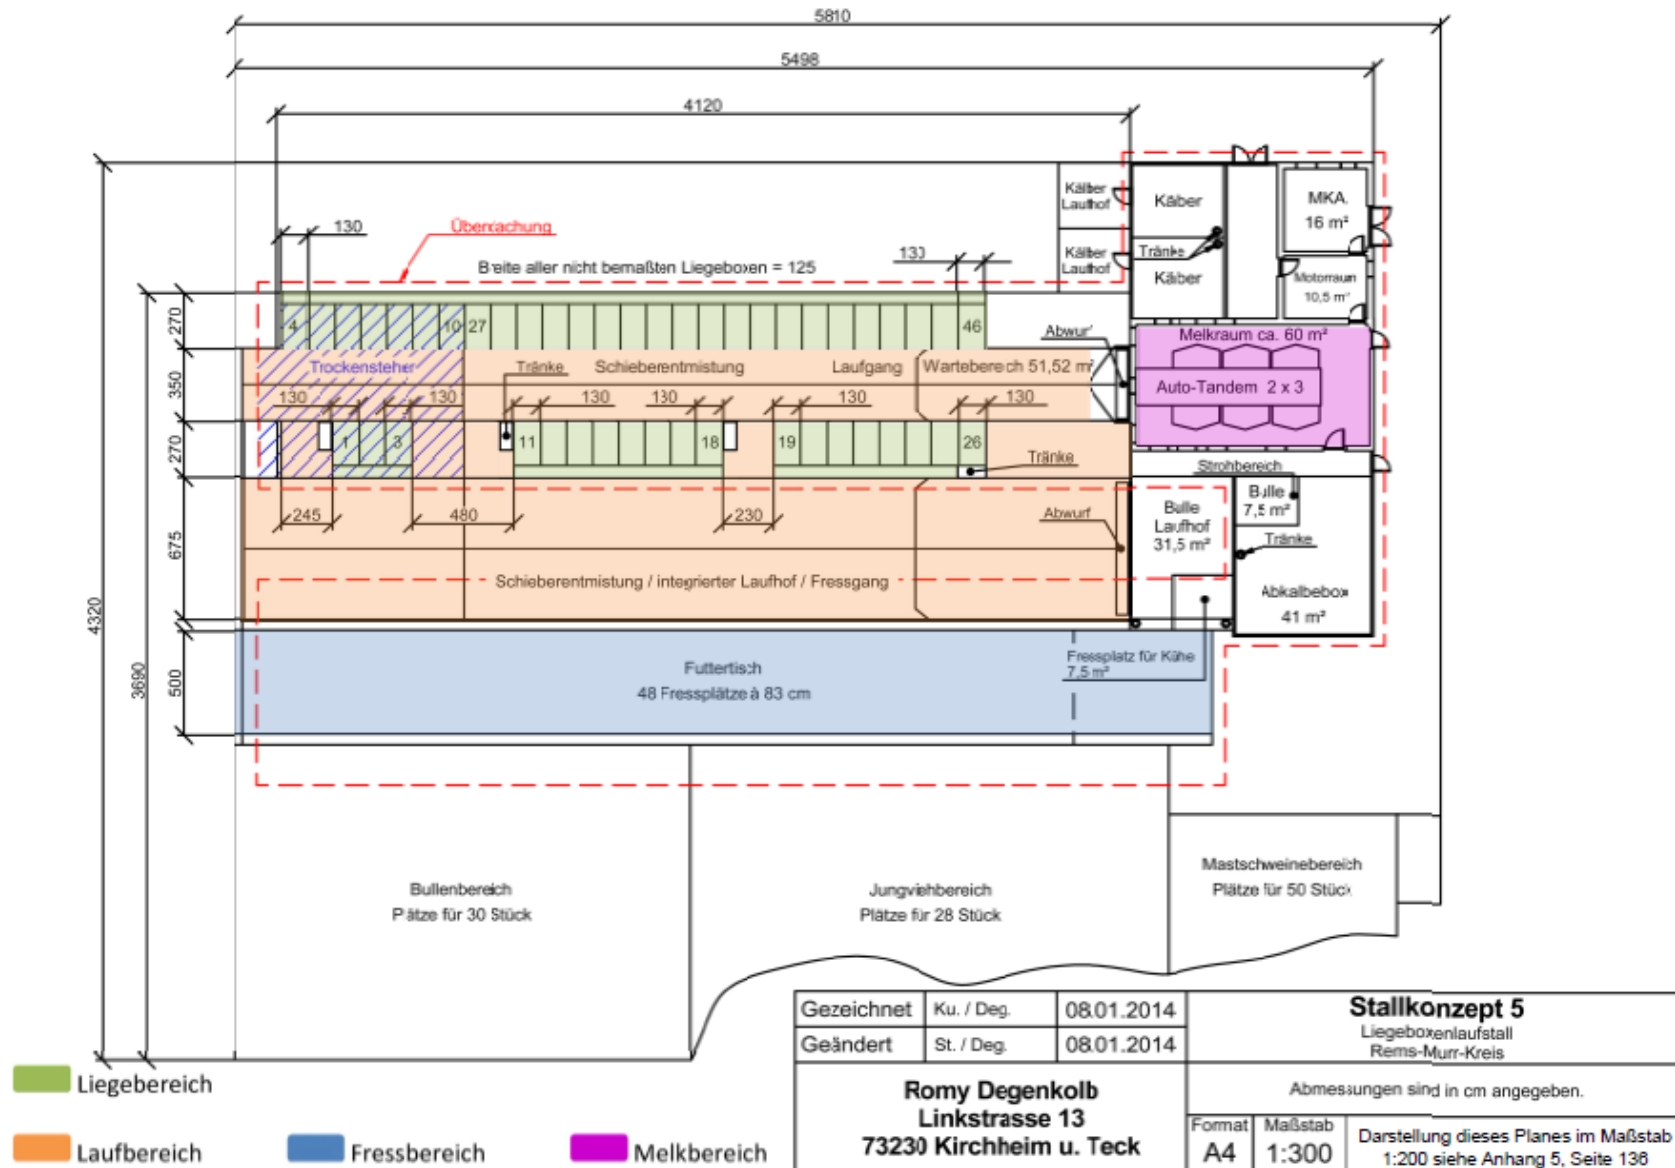 5810
5498
4120
Kälber
Laufhof
Käber
MKA.
16 m²
130
Überdachung
Breite aller nicht bemaßten Liegeboxen = 125
130
Kälber
Laufhof
Tränke
Käber
Motorraum
10,5 m²
270
4
10
27
46
Abwurf
Melkraum ca. 60 m²
350
Trockensteher
Tränke
Schieberentmistung
Laufgang
Wartebereich 51,52 m²
Auto-Tandem 2 x 3
130
130
130
130
130
130
270
1
3
11
18
19
26
Tränke
Strohbereich
245
480
230
Abwurf
Bulle
Laufhof
31,5 m²
Bulle
7,5 m²
Tränke
675
Schieberentmistung / integrierter Laufhof / Fressgang
Abkalbebox
41 m²
4320
3690
500
Futtertisch
48 Fressplätze à 83 cm
Fressplatz für Kühe
7,5 m²
Bullenbereich
Plätze für 30 Stück
Jungviehbereich
Plätze für 28 Stück
Mastschweinebereich
Plätze für 50 Stück
Gezeichnet Ku. / Deg. 08.01.2014
Geändert St. / Deg. 08.01.2014
Stallkonzept 5
Liegeboxenlaufstall
Rems-Murr-Kreis
Romy Degenkolb
Linkstrasse 13
73230 Kirchheim u. Teck
Abmessungen sind in cm angegeben.
Format
A4
Maßstab
1:300
Darstellung dieses Planes im Maßstab
1:200 siehe Anhang 5, Seite 136
Liegebereich
Laufbereich
Fressbereich
Melkbereich